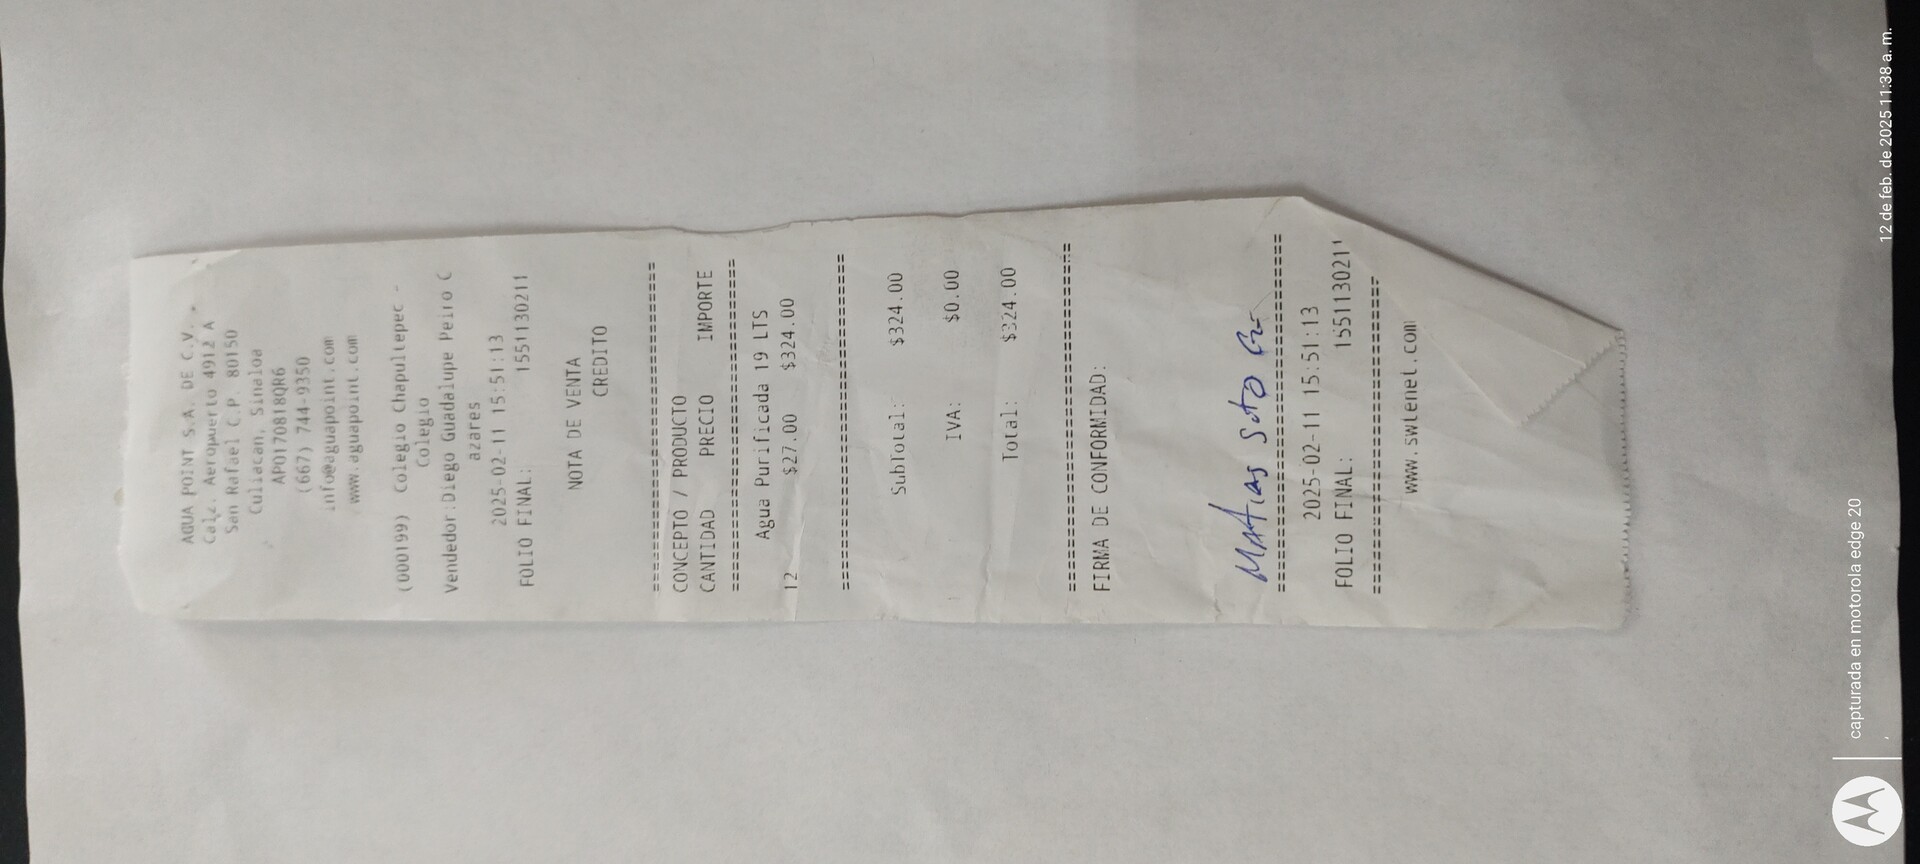 AGUA POINT S.A. DE C.V.
Calz. Aeropuerto 4912 A
San Rafael C.P. 80150
Culiacan, Sinaloa
APO170818QR6
(667) 744-9350
info@aguapoint.com
www.aguapoint.com
(000199) Colegio Chapultepec -
Colegio
Vendedor:Diego Guadalupe Peiro C
azares
2025-02-11 15:51:13
FOLIO FINAL: 1551130211
NOTA DE VENTA
CREDITO
================================
CONCEPTO / PRODUCTO
CANTIDAD PRECIO IMPORTE
================================
Agua Purificada 19 LTS
12 $27.00 $324.00
================================
SubTotal: $324.00
IVA: $0.00
Total: $324.00
================================
FIRMA DE CONFORMIDAD:
Matias Soto
================================
2025-02-11 15:51:13
FOLIO FINAL: 1551130211
================================
www.swlenet.com
capturada en motorola edge 20
12 de feb. de 2025 11:38 a. m.